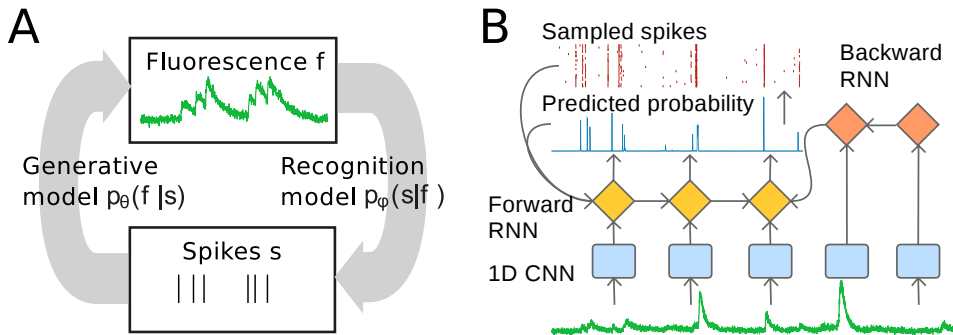 A
Fluorescence f
Generative
model pθ(f |s)
Recognition
model pφ(s|f )
Spikes s
B
Sampled spikes
Backward
RNN
Predicted probability
Forward
RNN
1D CNN